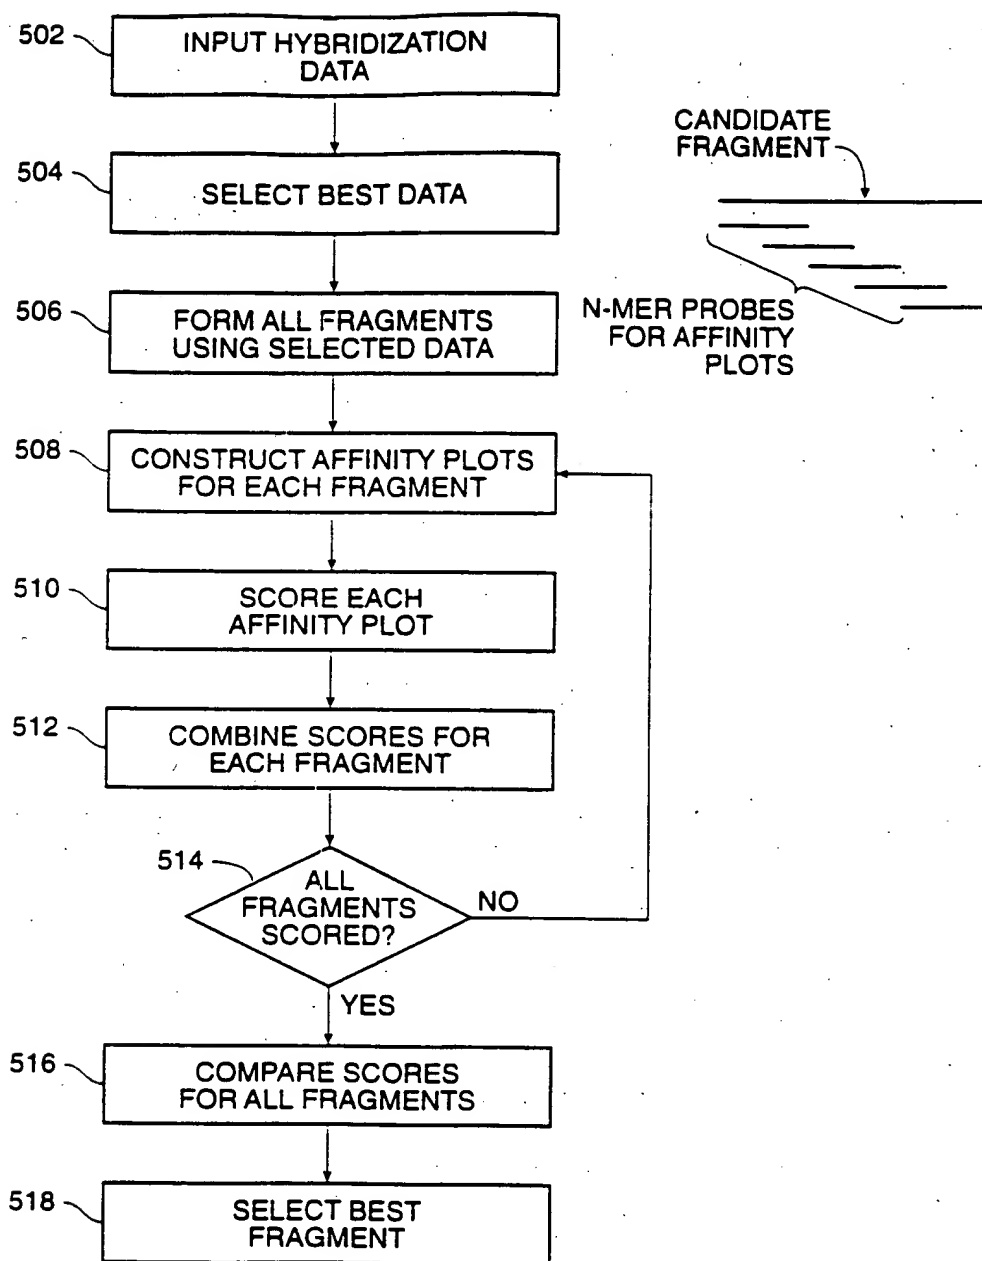 502
INPUT HYBRIDIZATION
DATA
504
SELECT BEST DATA
CANDIDATE
FRAGMENT
N-MER PROBES
FOR AFFINITY
PLOTS
506
FORM ALL FRAGMENTS
USING SELECTED DATA
508
CONSTRUCT AFFINITY PLOTS
FOR EACH FRAGMENT
510
SCORE EACH
AFFINITY PLOT
512
COMBINE SCORES FOR
EACH FRAGMENT
514
ALL
FRAGMENTS
SCORED?
NO
YES
516
COMPARE SCORES
FOR ALL FRAGMENTS
518
SELECT BEST
FRAGMENT